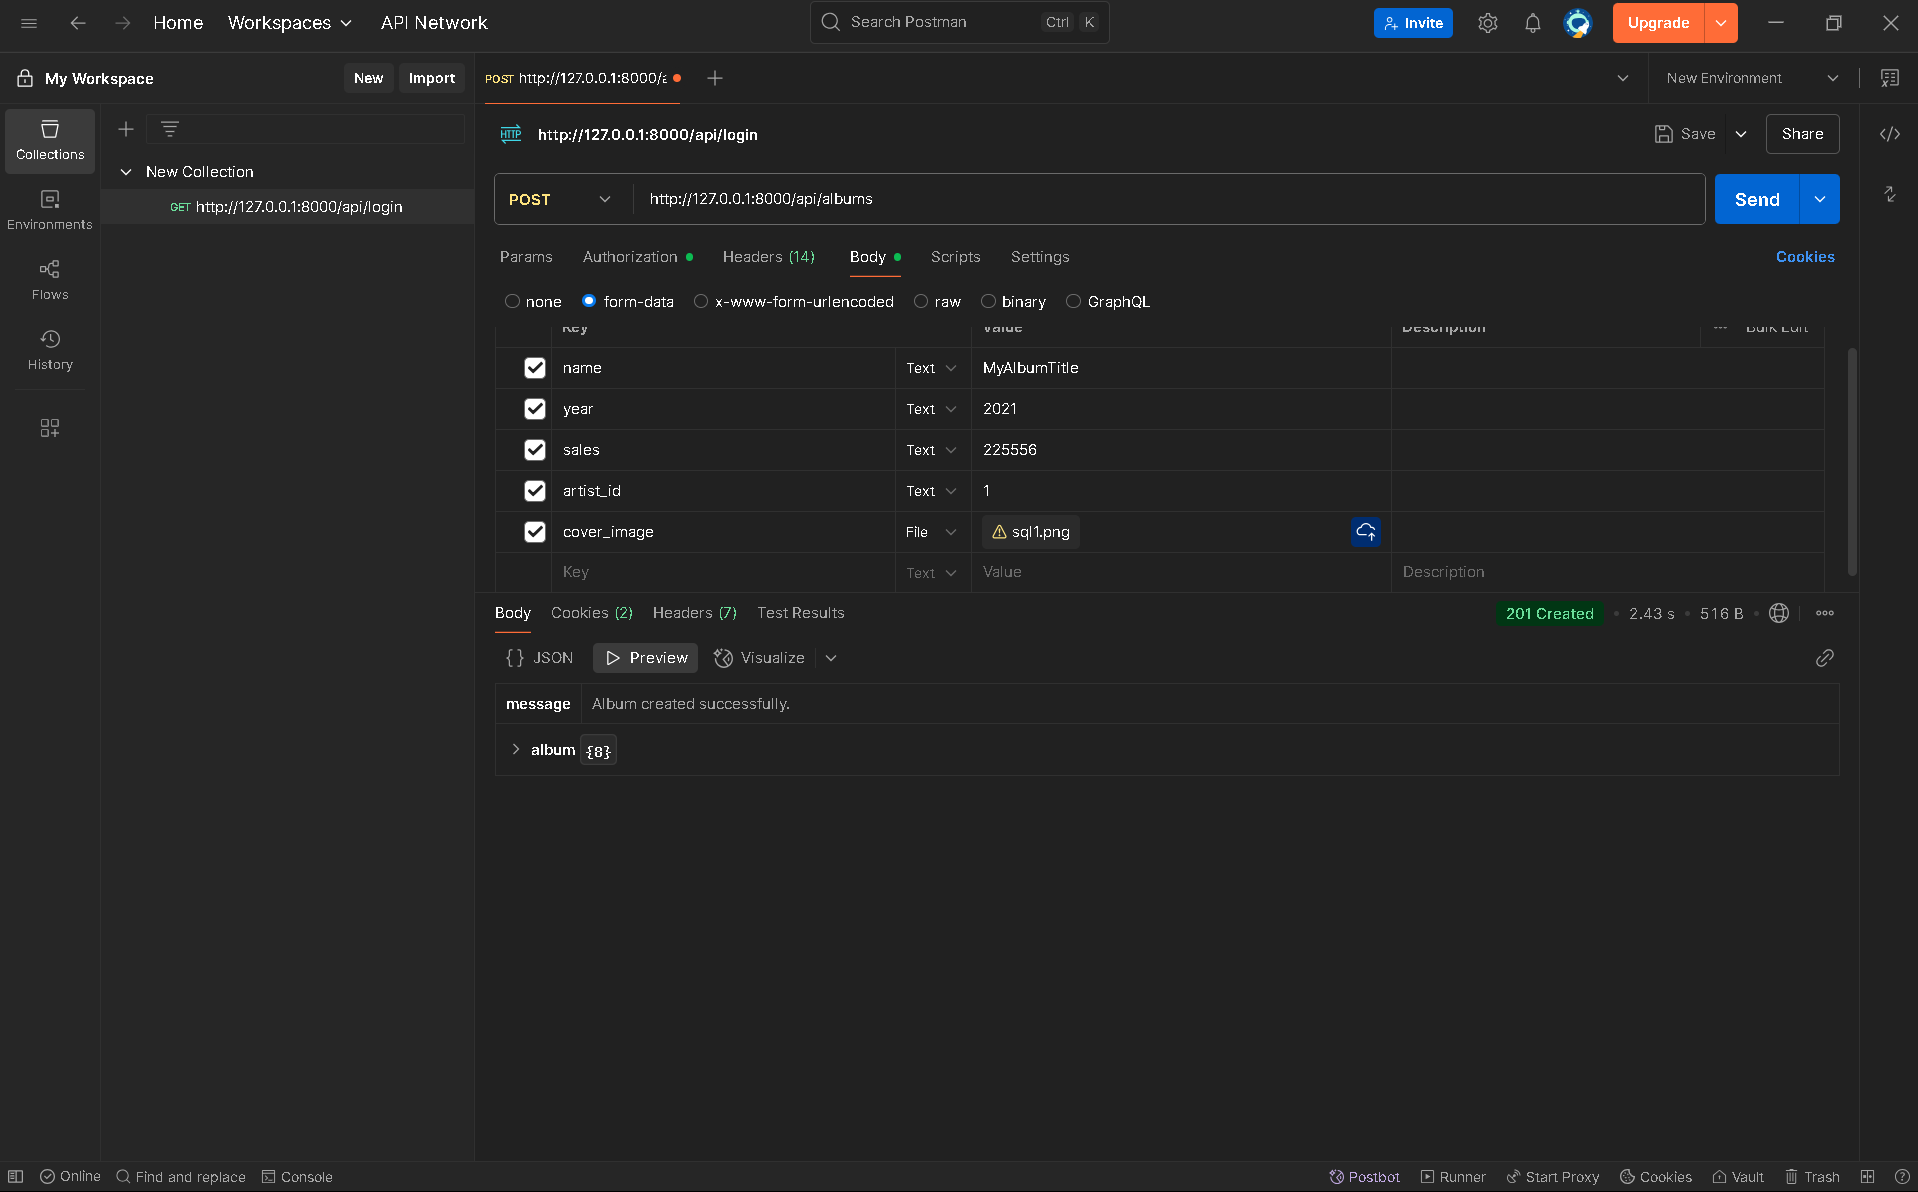 Home Workspaces API Network Search Postman Ctrl K Invite Upgrade
My Workspace New Import POST http://127.0.0.1:8000/a New Environment
Collections
Environments
Flows
History
New Collection
GET http://127.0.0.1:8000/api/login
HTTP http://127.0.0.1:8000/api/login Save Share
POST http://127.0.0.1:8000/api/albums Send
Params Authorization Headers (14) Body Scripts Settings Cookies
none form-data x-www-form-urlencoded raw binary GraphQL
Key Value Description Bulk Edit
name Text MyAlbumTitle
year Text 2021
sales Text 225556
artist_id Text 1
cover_image File sql1.png
Key Text Value Description
Body Cookies (2) Headers (7) Test Results 201 Created 2.43 s 516 B
{} JSON Preview Visualize
message Album created successfully.
album {8}
Online Find and replace Console Postbot Runner Start Proxy Cookies Vault Trash